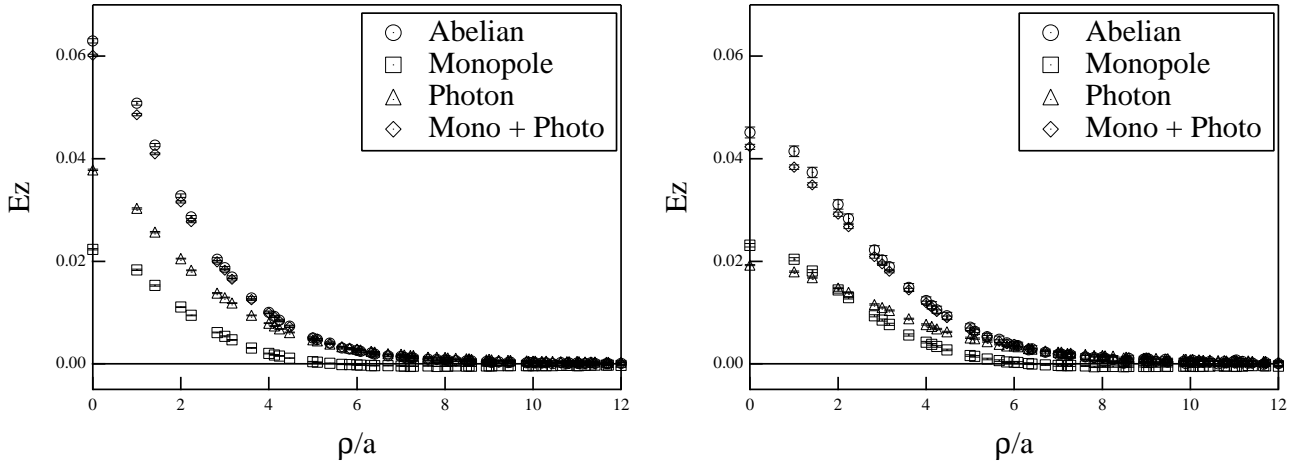 0.06
0.04
0.02
0.00
Ez
0 2 4 6 8 10 12
ρ/a
Abelian
Monopole
Photon
Mono + Photo
0.06
0.04
0.02
0.00
Ez
0 2 4 6 8 10 12
ρ/a
Abelian
Monopole
Photon
Mono + Photo